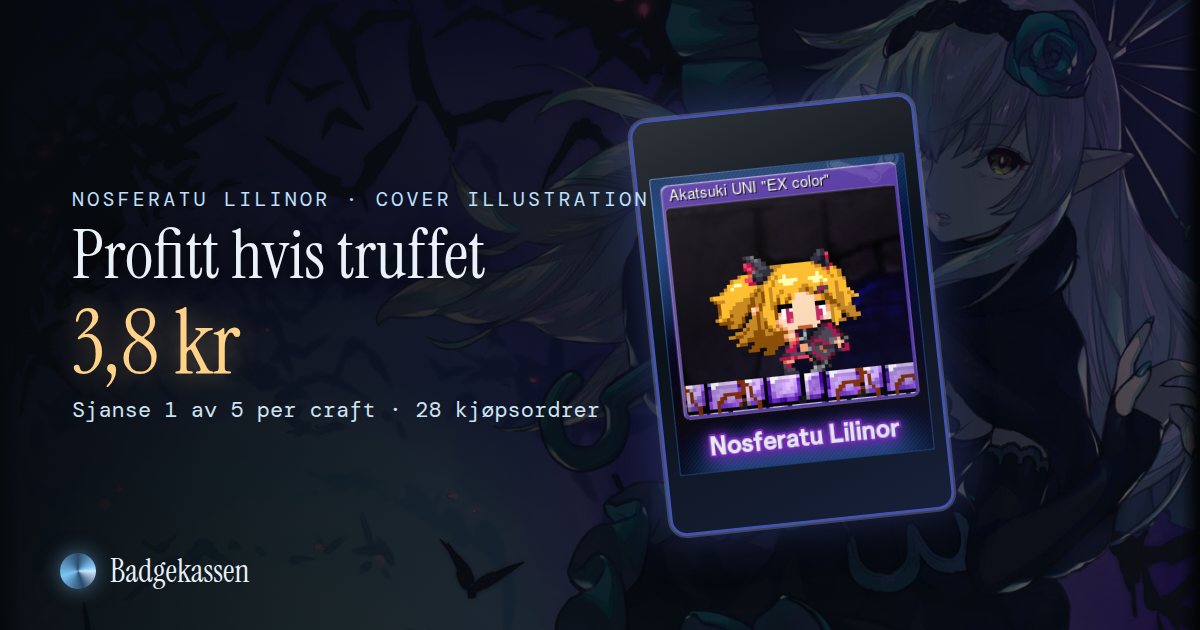 NOSFERATU LILINOR · COVER ILLUSTRATION
Profitt hvis truffet
3,8 kr
Sjanse 1 av 5 per craft · 28 kjøpsordrer
Akatsuki UNI "EX color"
Nosferatu Lilinor
Badgekassen